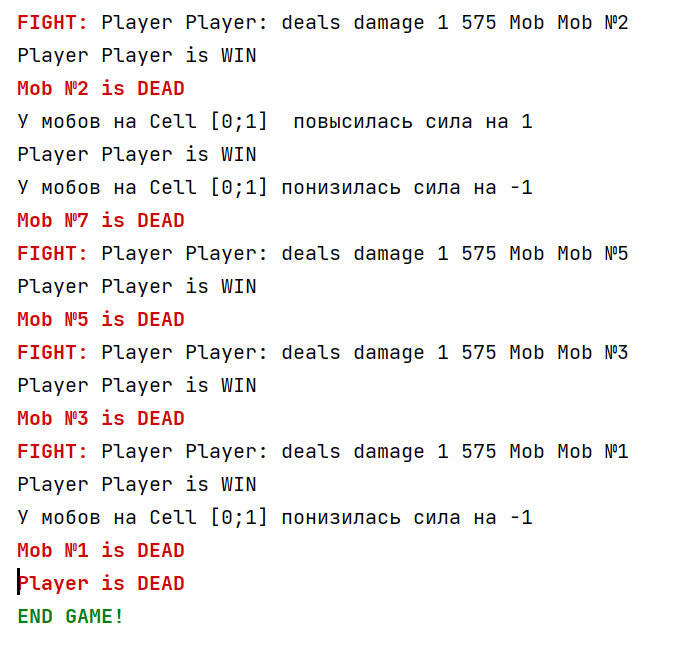 FIGHT: Player Player: deals damage 1 575 Mob Mob №2
Player Player is WIN
Mob №2 is DEAD
У мобов на Cell [0;1]  повысилась сила на 1
Player Player is WIN
У мобов на Cell [0;1] понизилась сила на -1
Mob №7 is DEAD
FIGHT: Player Player: deals damage 1 575 Mob Mob №5
Player Player is WIN
Mob №5 is DEAD
FIGHT: Player Player: deals damage 1 575 Mob Mob №3
Player Player is WIN
Mob №3 is DEAD
FIGHT: Player Player: deals damage 1 575 Mob Mob №1
Player Player is WIN
У мобов на Cell [0;1] понизилась сила на -1
Mob №1 is DEAD
Player is DEAD
END GAME!